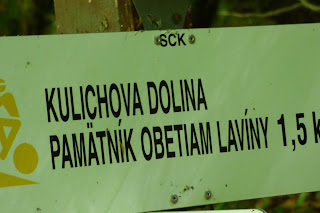 SCK
KULICHOVA DOLINA
PAMÄTNÍK OBETIAM LAVÍNY 1,5 k